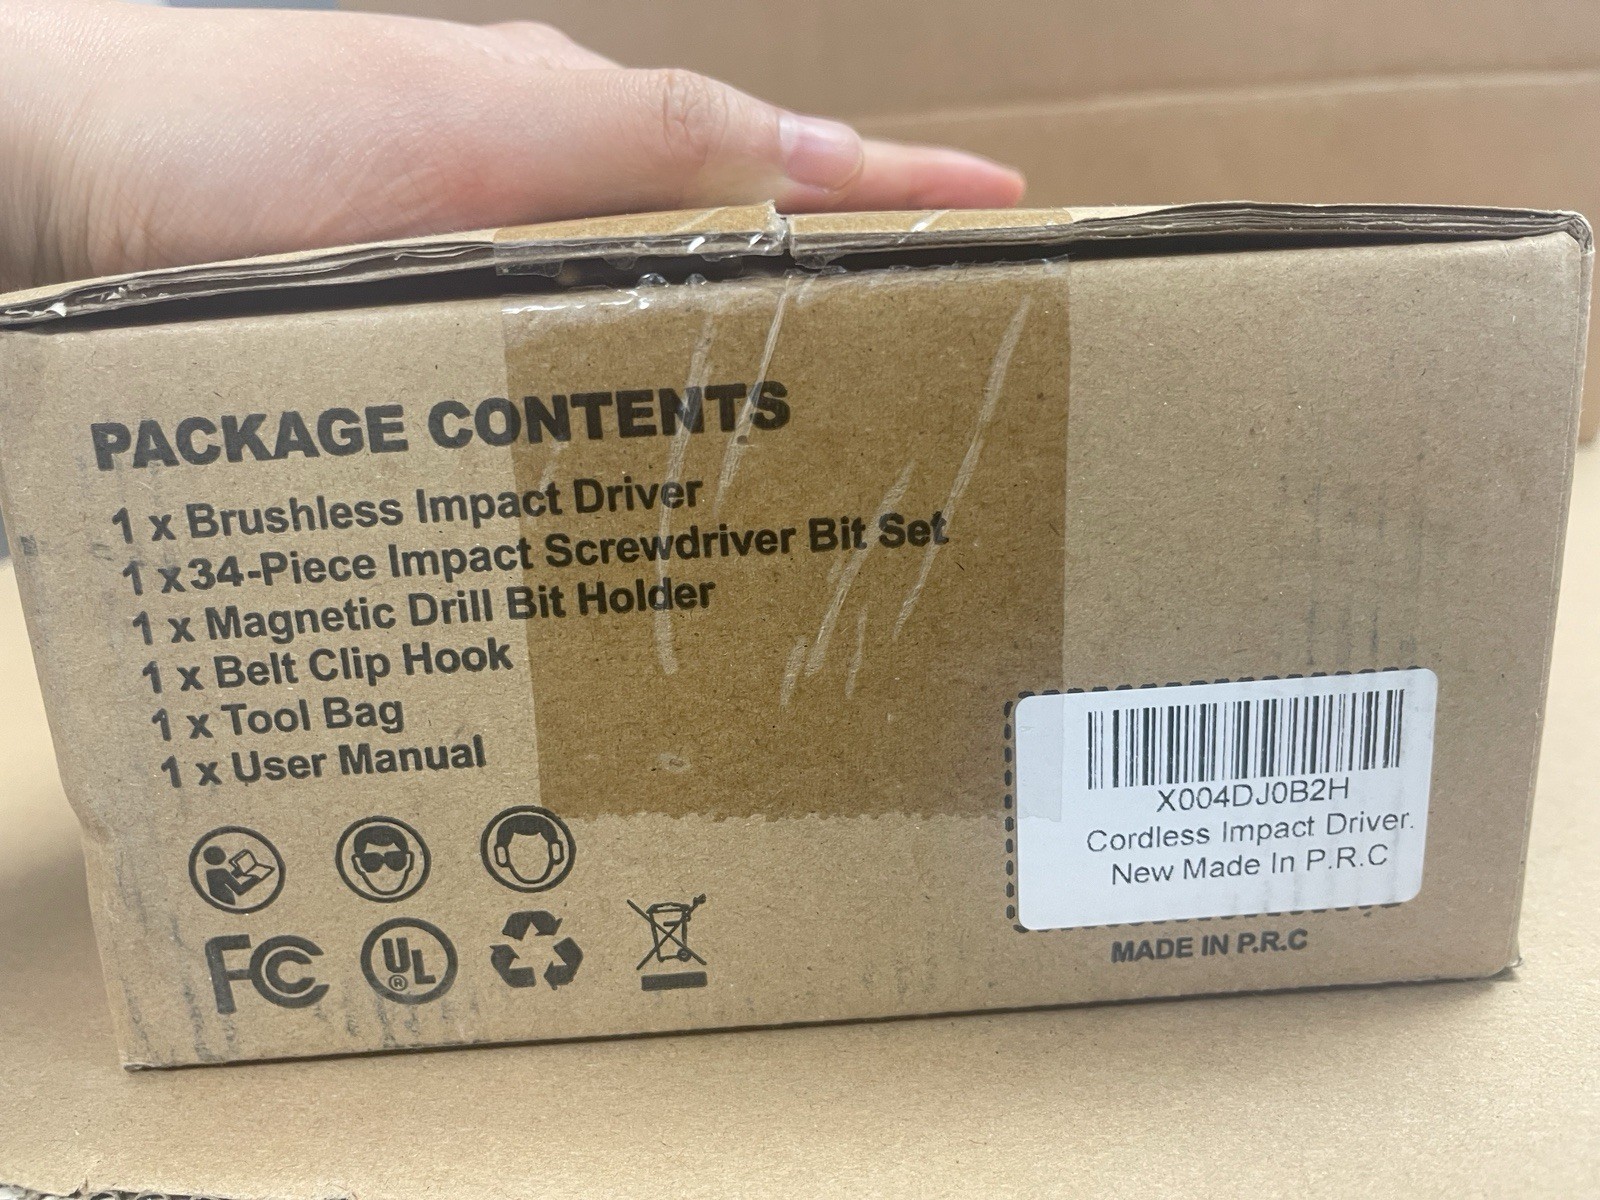 PACKAGE CONTENTS
1 x Brushless Impact Driver
1 x34-Piece Impact Screwdriver Bit Set
1 x Magnetic Drill Bit Holder
1 x Belt Clip Hook
1 x Tool Bag
1 x User Manual
FC
UL
®
X004DJ0B2H
Cordless Impact Driver.
New Made In P.R.C
MADE IN P.R.C